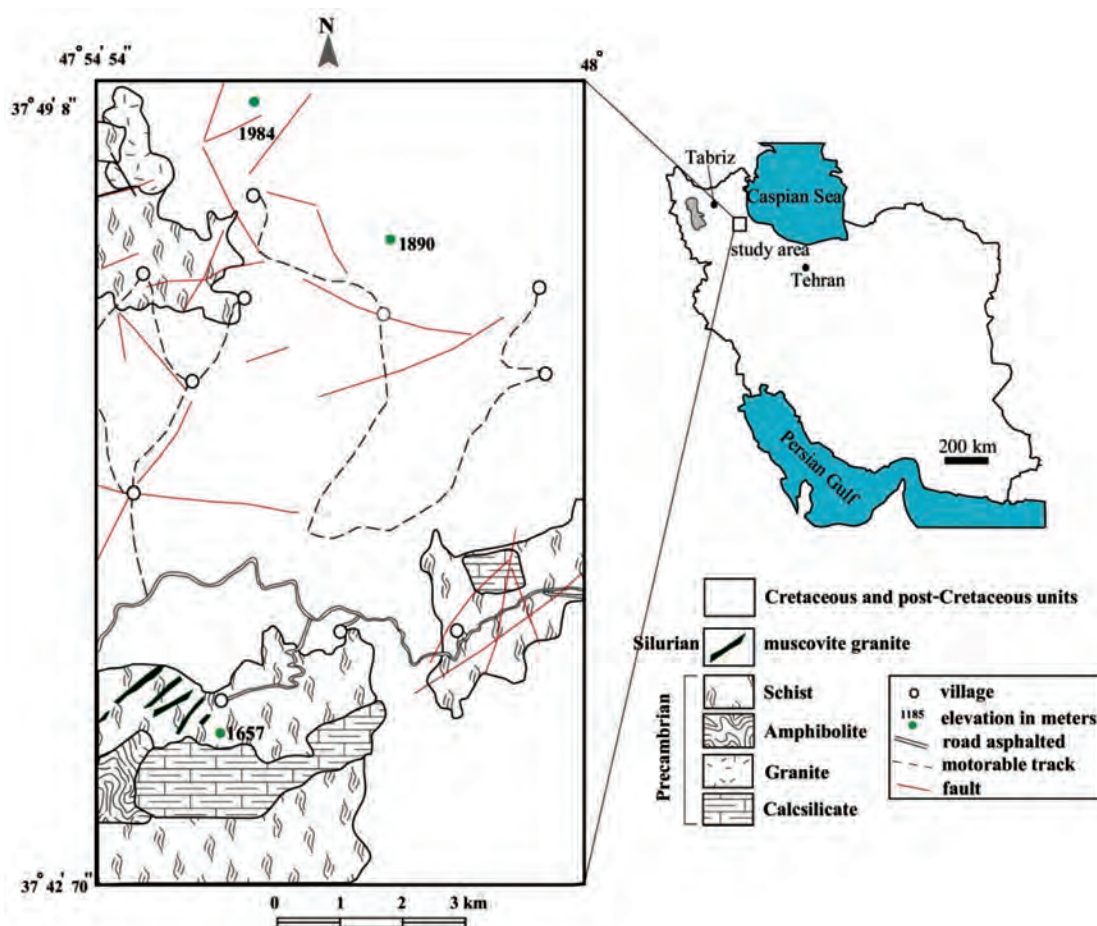 N
47° 54' 54"
48°
37° 49' 8"
1984
1890
1657
37° 42' 70"
0 1 2 3 km
Tabriz
Caspian Sea
study area
Tehran
Persian Gulf
200 km
Cretaceous and post-Cretaceous units
Silurian
muscovite granite
Precambrian
Schist
Amphibolite
Granite
Calcsilicate
village
1185
elevation in meters
road asphalted
motorable track
fault